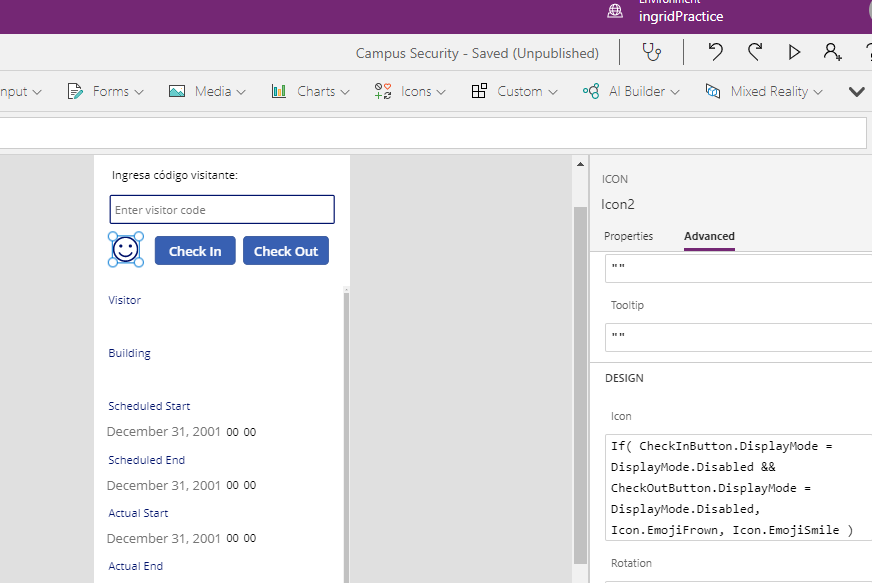 Environment
ingridPractice
Campus Security - Saved (Unpublished)
nput
Forms
Media
Charts
Icons
Custom
AI Builder
Mixed Reality
Ingresa código visitante:
Enter visitor code
Check In
Check Out
Visitor
Building
Scheduled Start
December 31, 2001 00 00
Scheduled End
December 31, 2001 00 00
Actual Start
December 31, 2001 00 00
Actual End
ICON
Icon2
Properties
Advanced
""
Tooltip
""
DESIGN
Icon
If( CheckInButton.DisplayMode =
DisplayMode.Disabled &&
CheckOutButton.DisplayMode =
DisplayMode.Disabled,
Icon.EmojiFrown, Icon.EmojiSmile )
Rotation